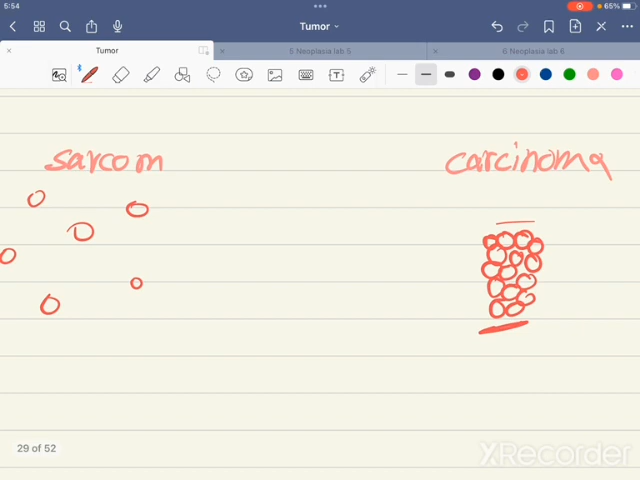 5:54
65%
Tumor
Tumor
5 Neoplasia lab 5
6 Neoplasia lab 6
sarcom
carcinoma
29 of 52
XRecorder